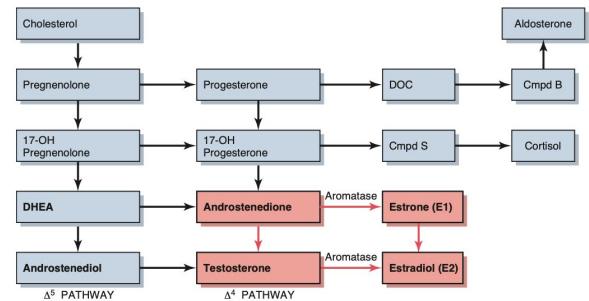 Cholesterol
Aldosterone
Pregnenolone
Progesterone
DOC
Cmpd B
17-OH
Pregnenolone
17-OH
Progesterone
Cmpd S
Cortisol
DHEA
Androstenedione
Aromatase
Estrone (E1)
Androstenediol
Testosterone
Aromatase
Estradiol (E2)
Δ⁵ PATHWAY
Δ⁴ PATHWAY